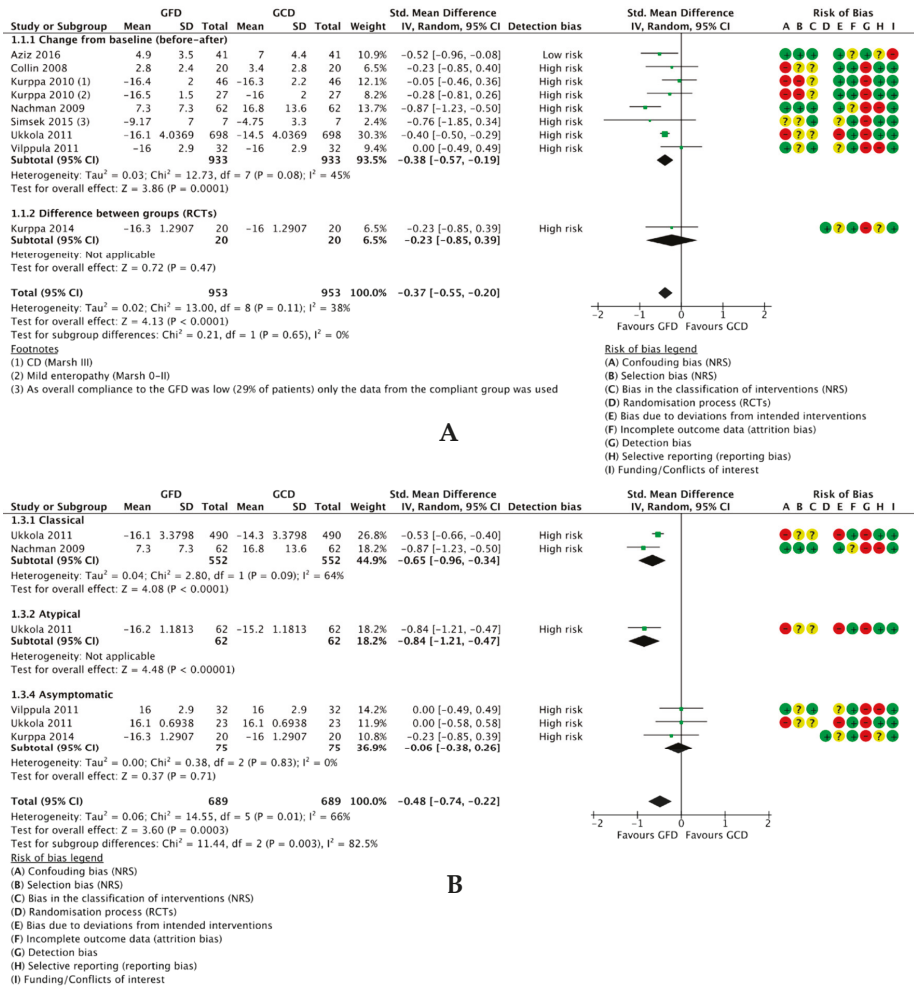 GFD GCD Std. Mean Difference Std. Mean Difference Risk of Bias
Study or Subgroup Mean SD Total Mean SD Total Weight IV, Random, 95% CI Detection bias IV, Random, 95% CI A B C D E F G H I
1.1.1 Change from baseline (before-after)
Aziz 2016 4.9 3.5 41 7 4.4 41 10.9% -0.52 [-0.96, -0.08] Low risk
Collin 2008 2.8 2.4 20 3.4 2.8 20 6.5% -0.23 [-0.85, 0.40] High risk
Kurppa 2010 (1) -16.4 2 46 -16.3 2.2 46 12.1% -0.05 [-0.46, 0.36] High risk
Kurppa 2010 (2) -16.5 1.5 27 -16 2 27 8.2% -0.28 [-0.81, 0.26] High risk
Nachman 2009 7.3 7.3 62 16.8 13.6 62 13.7% -0.87 [-1.23, -0.50] High risk
Simsek 2015 (3) -9.17 7 7 -4.75 3.3 7 2.4% -0.76 [-1.85, 0.34] High risk
Ukkola 2011 -16.1 4.0369 698 -14.5 4.0369 698 30.3% -0.40 [-0.50, -0.29] High risk
Vilppula 2011 -16 2.9 32 -16 2.9 32 9.4% 0.00 [-0.49, 0.49] High risk
Subtotal (95% CI) 933 933 93.5% -0.38 [-0.57, -0.19]
Heterogeneity: Tau² = 0.03; Chi² = 12.73, df = 7 (P = 0.08); I² = 45%
Test for overall effect: Z = 3.86 (P = 0.0001)
1.1.2 Difference between groups (RCTs)
Kurppa 2014 -16.3 1.2907 20 -16 1.2907 20 6.5% -0.23 [-0.85, 0.39] High risk
Subtotal (95% CI) 20 20 6.5% -0.23 [-0.85, 0.39]
Heterogeneity: Not applicable
Test for overall effect: Z = 0.72 (P = 0.47)
Total (95% CI) 953 953 100.0% -0.37 [-0.55, -0.20]
Heterogeneity: Tau² = 0.02; Chi² = 13.00, df = 8 (P = 0.11); I² = 38%
Test for overall effect: Z = 4.13 (P < 0.0001)
Test for subgroup differences: Chi² = 0.21, df = 1 (P = 0.65), I² = 0%
-2 -1 0 1 2
Favours GFD Favours GCD
Footnotes
(1) CD (Marsh III)
(2) Mild enteropathy (Marsh 0-II)
(3) As overall compliance to the GFD was low (29% of patients) only the data from the compliant group was used
Risk of bias legend
(A) Confouding bias (NRS)
(B) Selection bias (NRS)
(C) Bias in the classification of interventions (NRS)
(D) Randomisation process (RCTs)
(E) Bias due to deviations from intended interventions
(F) Incomplete outcome data (attrition bias)
(G) Detection bias
(H) Selective reporting (reporting bias)
(I) Funding/Conflicts of interest
A
GFD GCD Std. Mean Difference Std. Mean Difference Risk of Bias
Study or Subgroup Mean SD Total Mean SD Total Weight IV, Random, 95% CI Detection bias IV, Random, 95% CI A B C D E F G H I
1.3.1 Classical
Ukkola 2011 -16.1 3.3798 490 -14.3 3.3798 490 26.8% -0.53 [-0.66, -0.40] High risk
Nachman 2009 7.3 7.3 62 16.8 13.6 62 18.2% -0.87 [-1.23, -0.50] High risk
Subtotal (95% CI) 552 552 44.9% -0.65 [-0.96, -0.34]
Heterogeneity: Tau² = 0.04; Chi² = 2.80, df = 1 (P = 0.09); I² = 64%
Test for overall effect: Z = 4.08 (P < 0.0001)
1.3.2 Atypical
Ukkola 2011 -16.2 1.1813 62 -15.2 1.1813 62 18.2% -0.84 [-1.21, -0.47] High risk
Subtotal (95% CI) 62 62 18.2% -0.84 [-1.21, -0.47]
Heterogeneity: Not applicable
Test for overall effect: Z = 4.48 (P < 0.00001)
1.3.4 Asymptomatic
Vilppula 2011 16 2.9 32 16 2.9 32 14.2% 0.00 [-0.49, 0.49] High risk
Ukkola 2011 16.1 0.6938 23 16.1 0.6938 23 11.9% 0.00 [-0.58, 0.58] High risk
Kurppa 2014 -16.3 1.2907 20 -16 1.2907 20 10.8% -0.23 [-0.85, 0.39] High risk
Subtotal (95% CI) 75 75 36.9% -0.06 [-0.38, 0.26]
Heterogeneity: Tau² = 0.00; Chi² = 0.38, df = 2 (P = 0.83); I² = 0%
Test for overall effect: Z = 0.37 (P = 0.71)
Total (95% CI) 689 689 100.0% -0.48 [-0.74, -0.22]
Heterogeneity: Tau² = 0.06; Chi² = 14.55, df = 5 (P = 0.01); I² = 66%
Test for overall effect: Z = 3.60 (P = 0.0003)
Test for subgroup differences: Chi² = 11.44, df = 2 (P = 0.003), I² = 82.5%
-2 -1 0 1 2
Favours GFD Favours GCD
Risk of bias legend
(A) Confouding bias (NRS)
(B) Selection bias (NRS)
(C) Bias in the classification of interventions (NRS)
(D) Randomisation process (RCTs)
(E) Bias due to deviations from intended interventions
(F) Incomplete outcome data (attrition bias)
(G) Detection bias
(H) Selective reporting (reporting bias)
(I) Funding/Conflicts of interest
B